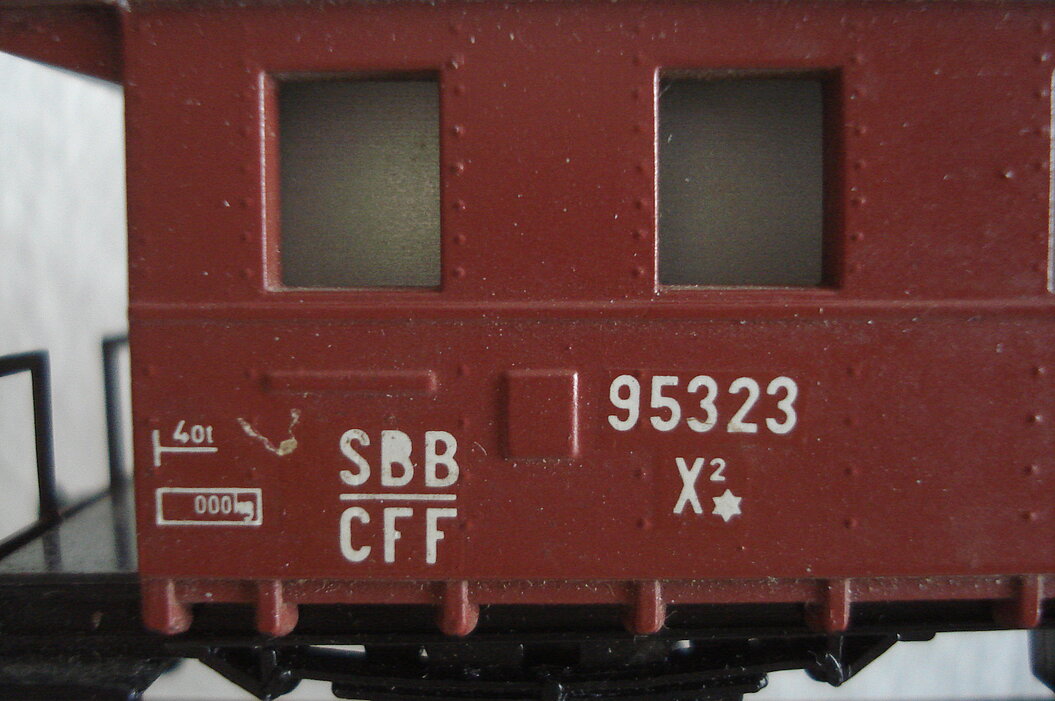 40t
000kg
SBB
CFF
95323
X²